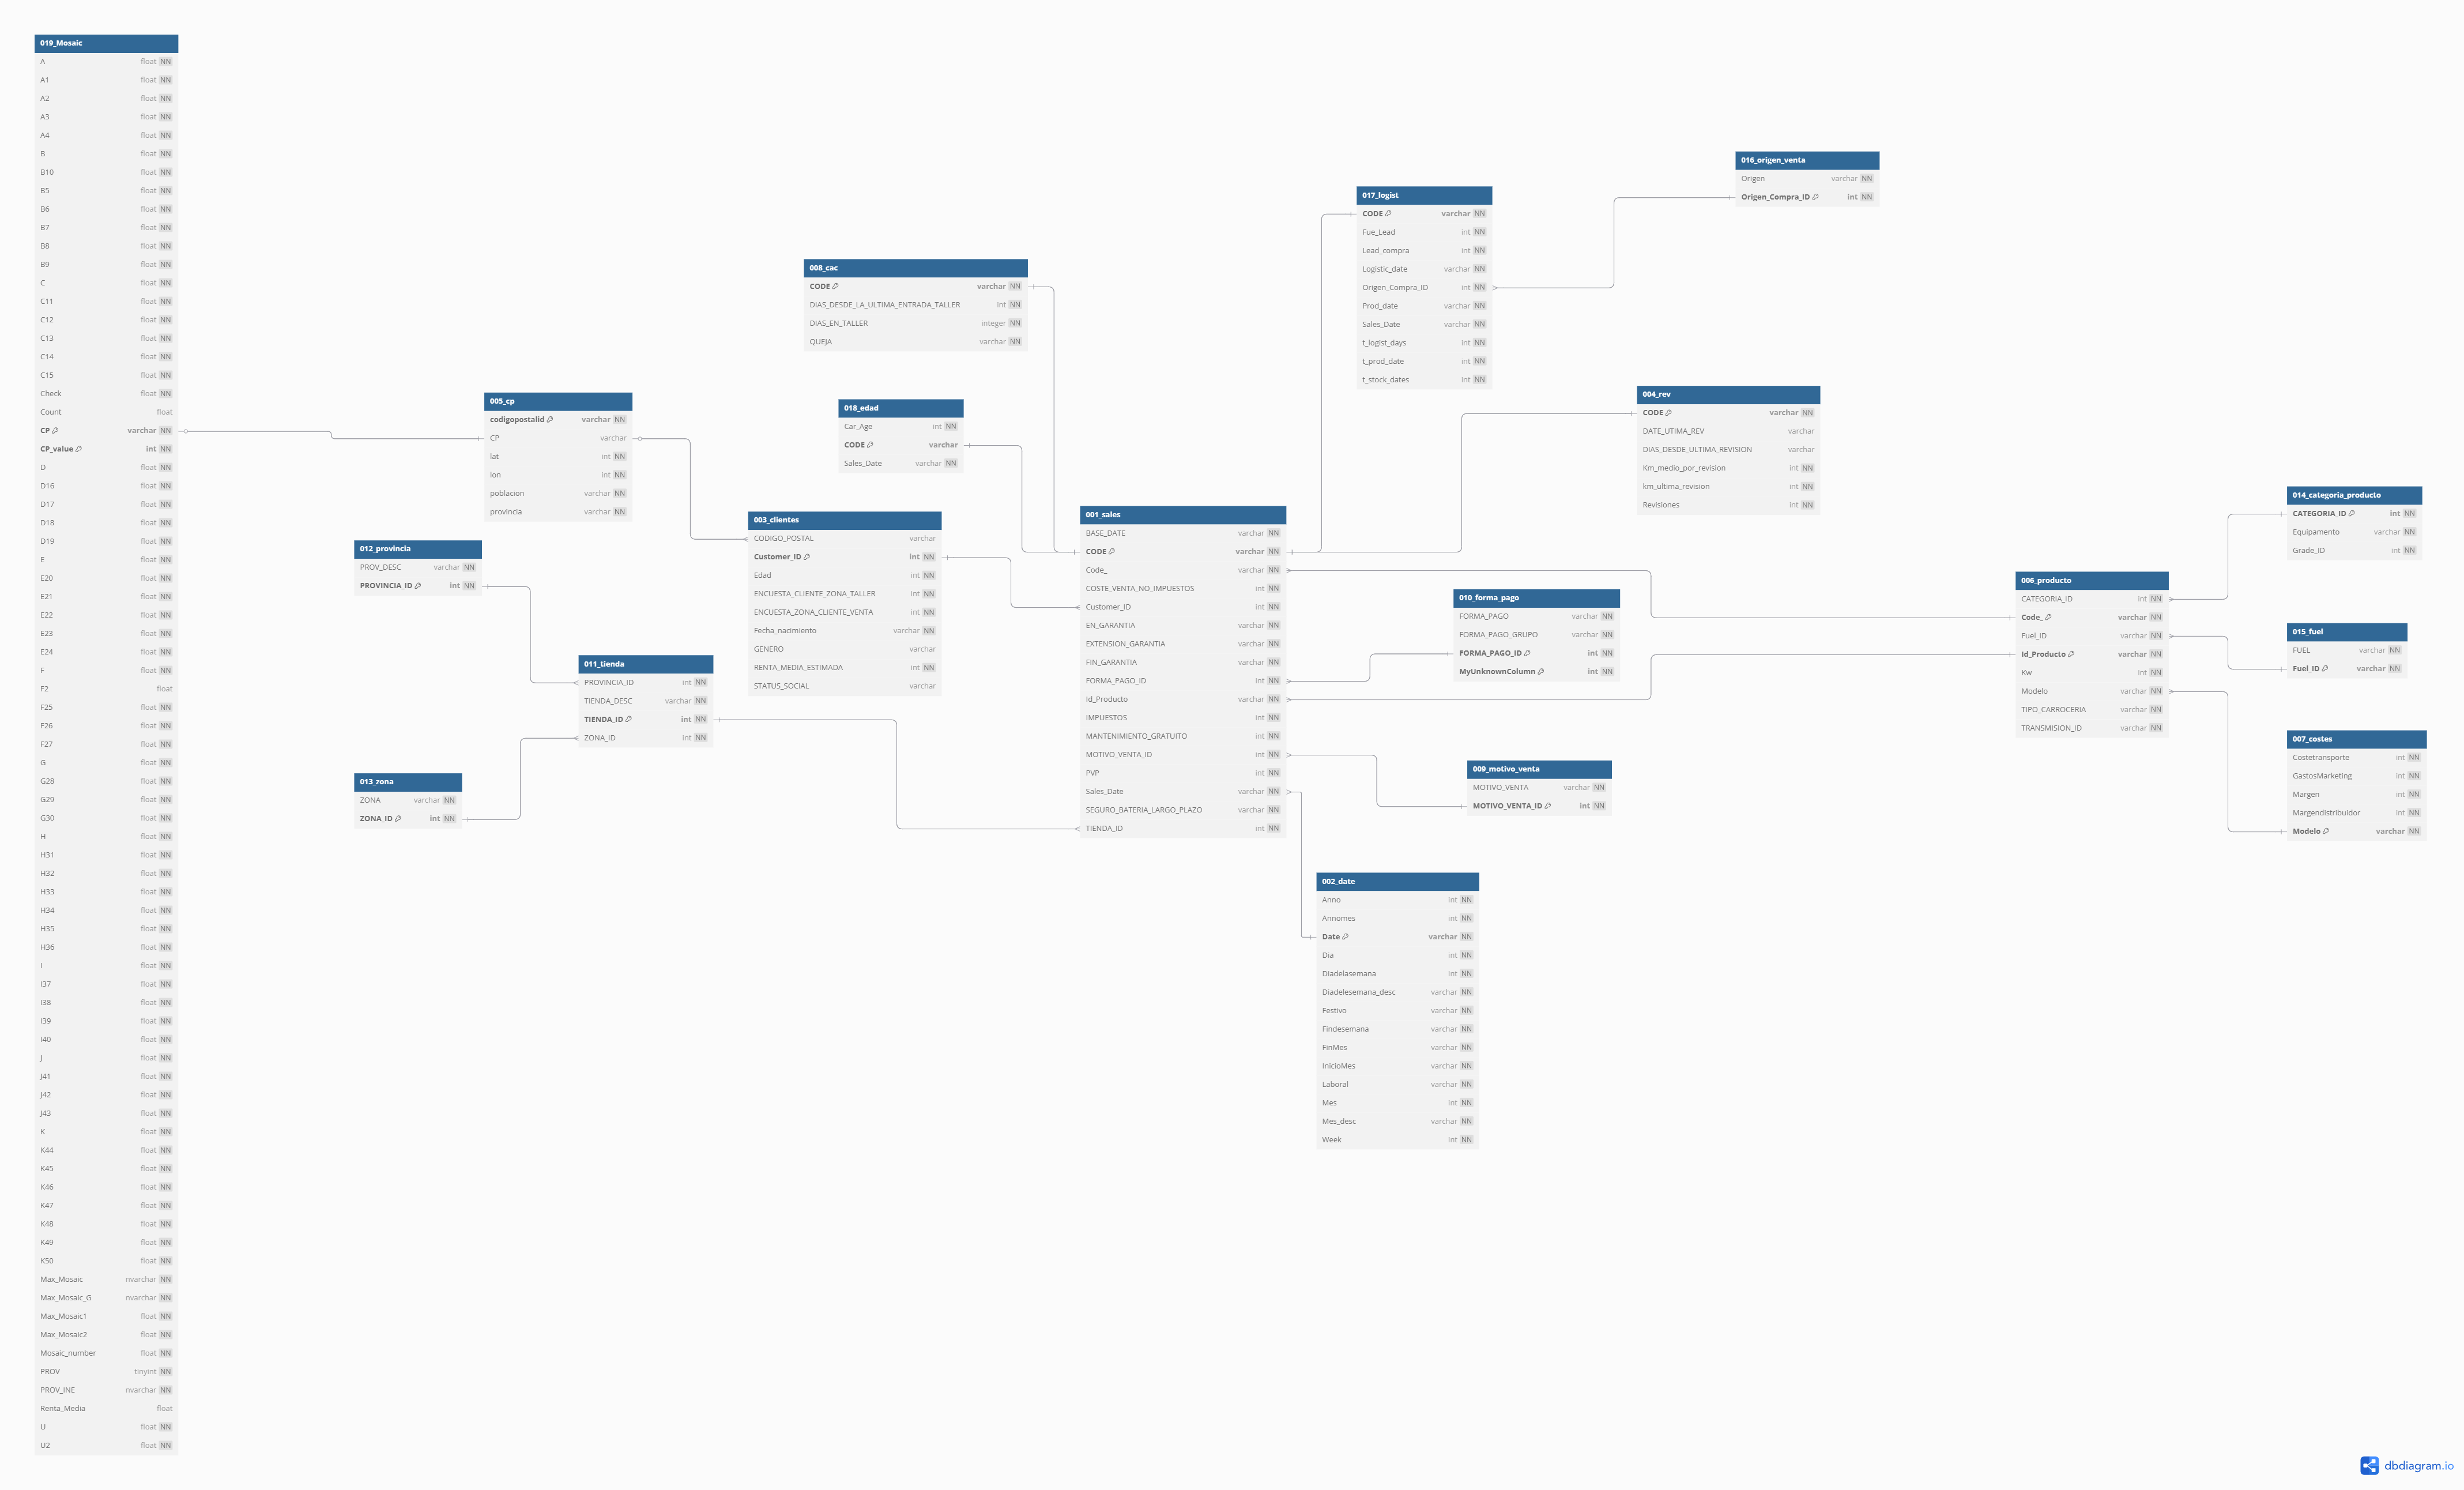 019_Mosaic
A float NN
A1 float NN
A2 float NN
A3 float NN
A4 float NN
B float NN
B10 float NN
B5 float NN
B6 float NN
B7 float NN
B8 float NN
B9 float NN
C float NN
C11 float NN
C12 float NN
C13 float NN
C14 float NN
C15 float NN
Check float NN
Count float
CP varchar NN
CP_value int NN
D float NN
D16 float NN
D17 float NN
D18 float NN
D19 float NN
E float NN
E20 float NN
E21 float NN
E22 float NN
E23 float NN
E24 float NN
F float NN
F2 float
F25 float NN
F26 float NN
F27 float NN
G float NN
G28 float NN
G29 float NN
G30 float NN
H float NN
H31 float NN
H32 float NN
H33 float NN
H34 float NN
H35 float NN
H36 float NN
I float NN
I37 float NN
I38 float NN
I39 float NN
I40 float NN
J float NN
J41 float NN
J42 float NN
J43 float NN
K float NN
K44 float NN
K45 float NN
K46 float NN
K47 float NN
K48 float NN
K49 float NN
K50 float NN
Max_Mosaic nvarchar NN
Max_Mosaic_G nvarchar NN
Max_Mosaic1 float NN
Max_Mosaic2 float NN
Mosaic_number float NN
PROV tinyint NN
PROV_INE nvarchar NN
Renta_Media float
U float NN
U2 float NN
005_cp
codigopostalid varchar NN
CP varchar
lat int NN
lon int NN
poblacion varchar NN
provincia varchar NN
012_provincia
PROV_DESC varchar NN
PROVINCIA_ID int NN
013_zona
ZONA varchar NN
ZONA_ID int NN
011_tienda
PROVINCIA_ID int NN
TIENDA_DESC varchar NN
TIENDA_ID int NN
ZONA_ID int NN
003_clientes
CODIGO_POSTAL varchar
Customer_ID int NN
Edad int NN
ENCUESTA_CLIENTE_ZONA_TALLER int NN
ENCUESTA_ZONA_CLIENTE_VENTA int NN
Fecha_nacimiento varchar NN
GENERO varchar
RENTA_MEDIA_ESTIMADA int NN
STATUS_SOCIAL varchar
008_cac
CODE varchar NN
DIAS_DESDE_LA_ULTIMA_ENTRADA_TALLER int NN
DIAS_EN_TALLER integer NN
QUEJA varchar NN
018_edad
Car_Age int NN
CODE varchar
Sales_Date varchar NN
001_sales
BASE_DATE varchar NN
CODE varchar NN
Code_ varchar NN
COSTE_VENTA_NO_IMPUESTOS int NN
Customer_ID int NN
EN_GARANTIA varchar NN
EXTENSION_GARANTIA varchar NN
FIN_GARANTIA varchar NN
FORMA_PAGO_ID int NN
Id_Producto varchar NN
IMPUESTOS int NN
MANTENIMIENTO_GRATUITO int NN
MOTIVO_VENTA_ID int NN
PVP int NN
Sales_Date varchar NN
SEGURO_BATERIA_LARGO_PLAZO varchar NN
TIENDA_ID int NN
017_logist
CODE varchar NN
Fue_Lead int NN
Lead_compra int NN
Logistic_date varchar NN
Origen_Compra_ID int NN
Prod_date varchar NN
Sales_Date varchar NN
t_logist_days int NN
t_prod_date int NN
t_stock_dates int NN
016_origen_venta
Origen varchar NN
Origen_Compra_ID int NN
004_rev
CODE varchar NN
DATE_UTIMA_REV varchar
DIAS_DESDE_ULTIMA_REVISION varchar
Km_medio_por_revision int NN
km_ultima_revision int NN
Revisiones int NN
010_forma_pago
FORMA_PAGO varchar NN
FORMA_PAGO_GRUPO varchar NN
FORMA_PAGO_ID int NN
MyUnknownColumn int NN
009_motivo_venta
MOTIVO_VENTA varchar NN
MOTIVO_VENTA_ID int NN
002_date
Anno int NN
Annomes int NN
Date varchar NN
Dia int NN
Diadelasemana int NN
Diadelesemana_desc varchar NN
Festivo varchar NN
Findesemana varchar NN
FinMes varchar NN
InicioMes varchar NN
Laboral varchar NN
Mes int NN
Mes_desc varchar NN
Week int NN
006_producto
CATEGORIA_ID int NN
Code_ varchar NN
Fuel_ID varchar NN
Id_Producto varchar NN
Kw int NN
Modelo varchar NN
TIPO_CARROCERIA varchar NN
TRANSMISION_ID varchar NN
014_categoria_producto
CATEGORIA_ID int NN
Equipamento varchar NN
Grade_ID int NN
015_fuel
FUEL varchar NN
Fuel_ID varchar NN
007_costes
Costetransporte int NN
GastosMarketing int NN
Margen int NN
Margendistribuidor int NN
Modelo varchar NN
dbdiagram.io